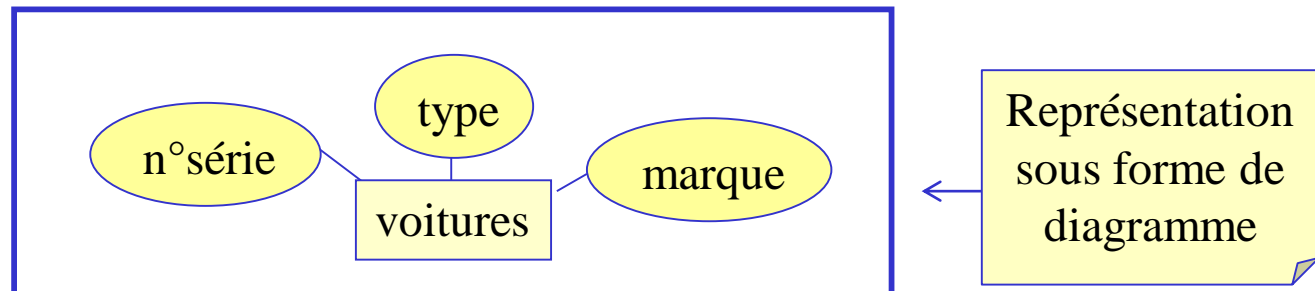 type
n°série
marque
voitures
Représentation
sous forme de
diagramme